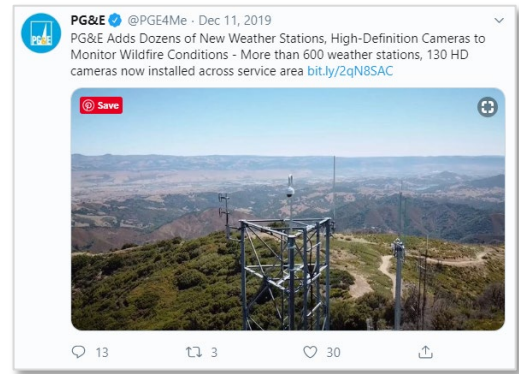 PG&E @PGE4Me · Dec 11, 2019
PG&E Adds Dozens of New Weather Stations, High-Definition Cameras to
Monitor Wildfire Conditions - More than 600 weather stations, 130 HD
cameras now installed across service area bit.ly/2qN8SAC
Save
13 3 30